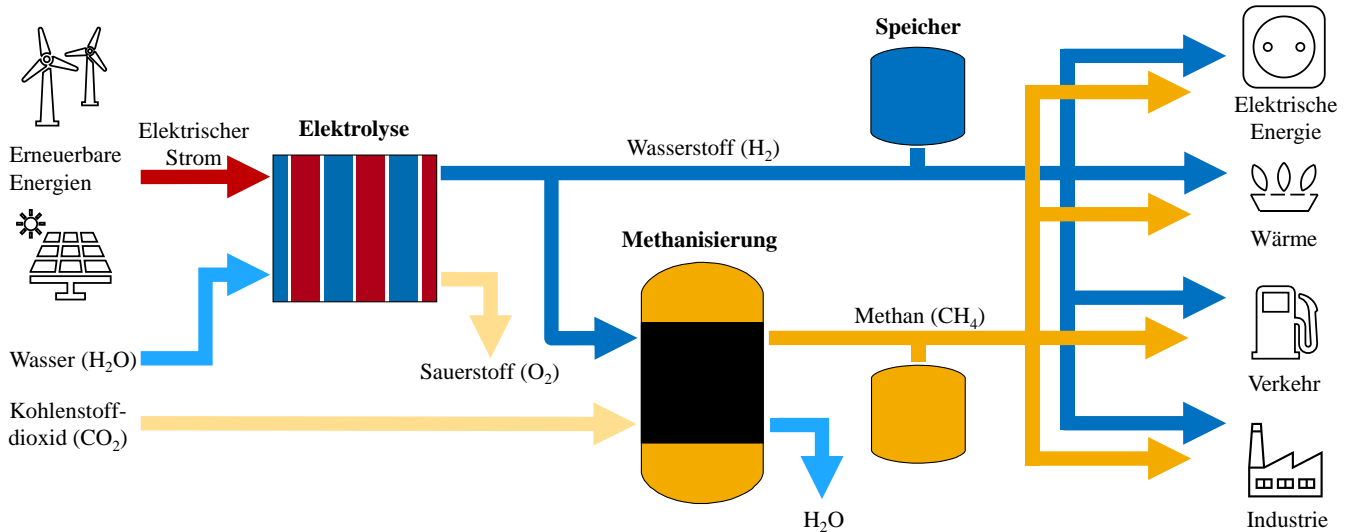 Speicher
Elektrolyse
Elektrischer
Strom
Erneuerbare
Energien
Wasserstoff (H₂)
Elektrische
Energie
Methanisierung
Wärme
Methan (CH₄)
Wasser (H₂O)
Sauerstoff (O₂)
Verkehr
Kohlenstoff-
dioxid (CO₂)
H₂O
Industrie